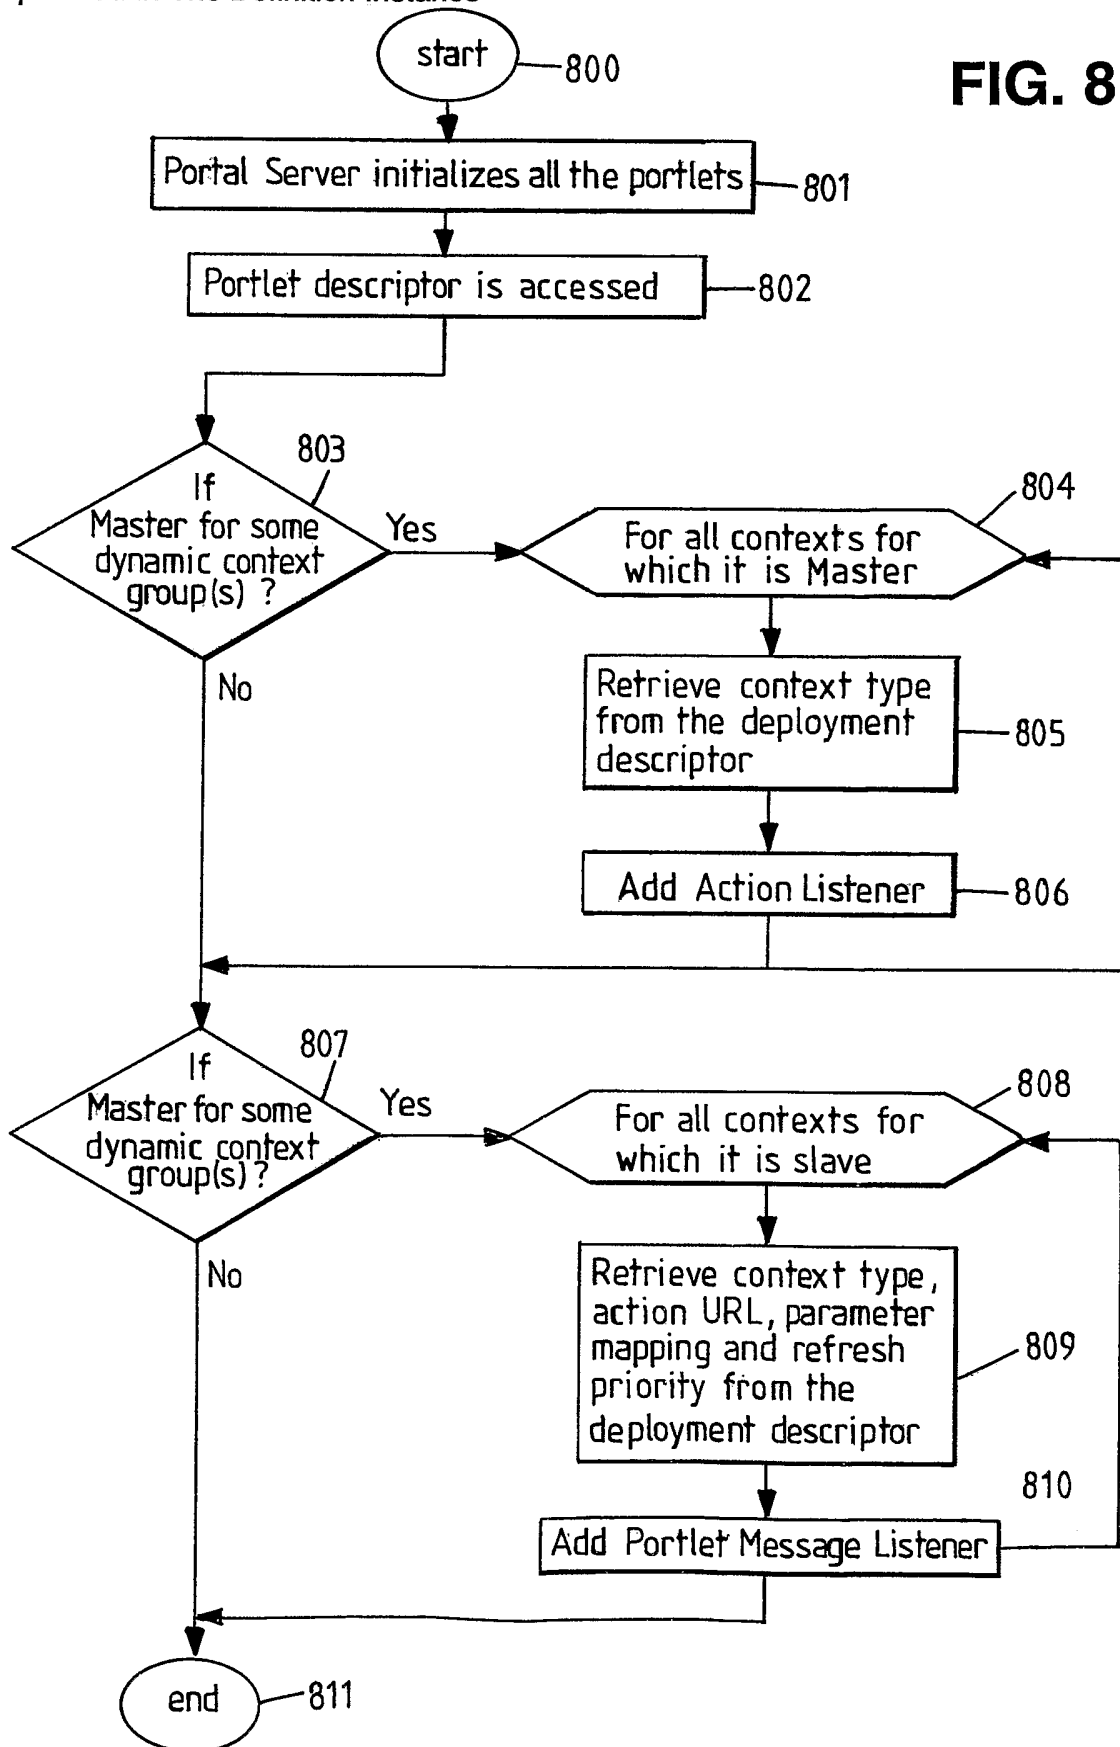 Definition Instance
start
800
FIG. 8
Portal Server initializes all the portlets
801
Portlet descriptor is accessed
802
803
If
Master for some
dynamic context
group(s) ?
Yes
No
804
For all contexts for
which it is Master
Retrieve context type
from the deployment
descriptor
805
Add Action Listener
806
807
If
Master for some
dynamic context
group(s) ?
Yes
No
808
For all contexts for
which it is slave
Retrieve context type,
action URL, parameter
mapping and refresh
priority from the
deployment descriptor
809
810
Add Portlet Message Listener
end
811